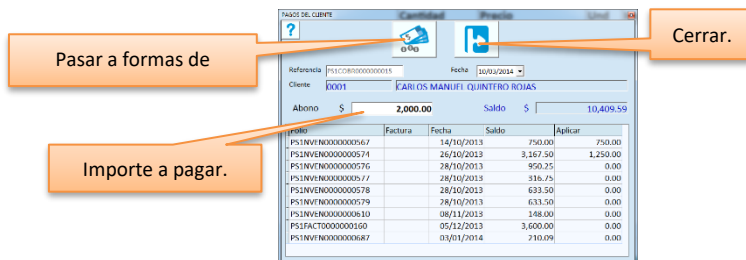 PAGOS DEL CLIENTE Cantidad Precio Und
?
Pasar a formas de
Cerrar.
Referencia PS1COBR0000000015 Fecha 10/03/2014
Cliente 0001 CARLOS MANUEL QUINTERO ROJAS
Abono $ 2,000.00 Saldo $ 10,409.59
Folio Factura Fecha Saldo Aplicar
PS1NVEN0000000567 14/10/2013 750.00 750.00
PS1NVEN0000000574 26/10/2013 3,167.50 1,250.00
PS1NVEN0000000576 28/10/2013 950.25 0.00
PS1NVEN0000000577 28/10/2013 316.75 0.00
PS1NVEN0000000578 28/10/2013 633.50 0.00
PS1NVEN0000000579 28/10/2013 633.50 0.00
PS1NVEN0000000610 08/11/2013 148.00 0.00
PS1FACT0000000160 05/12/2013 3,600.00 0.00
PS1NVEN0000000687 03/01/2014 210.09 0.00
Importe a pagar.